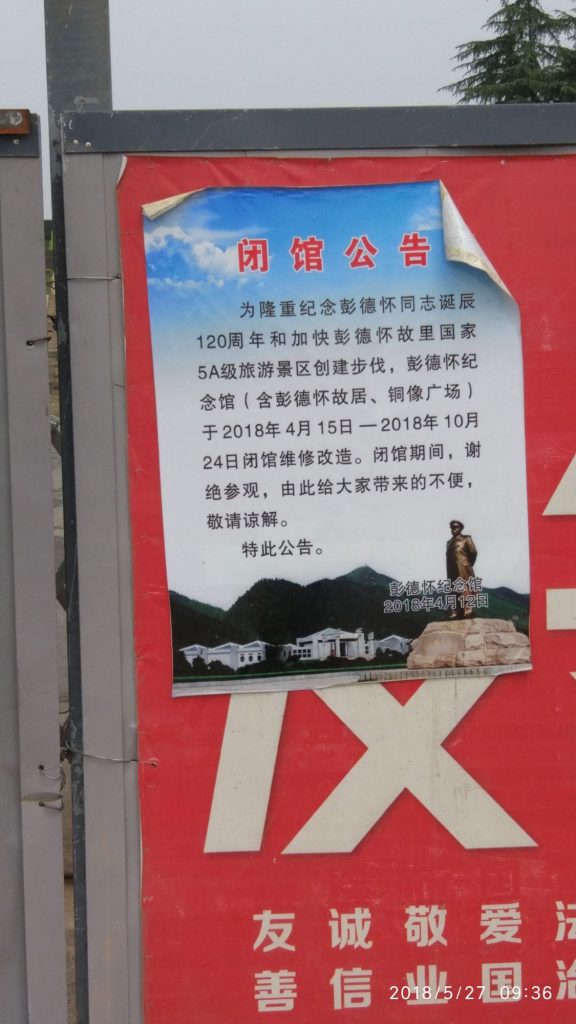 闭馆公告
为隆重纪念彭德怀同志诞辰
120周年和加快彭德怀故里国家
5A级旅游景区创建步伐，彭德怀纪
念馆（含彭德怀故居、铜像广场）
于2018年4月15日—2018年10月
24日闭馆维修改造。闭馆期间，谢
绝参观，由此给大家带来的不便，
敬请谅解。
特此公告。
彭德怀纪念馆
2018年4月12日
友 诚 敬 爱 法
善 信 业 国 治
2018/5/27 09:36